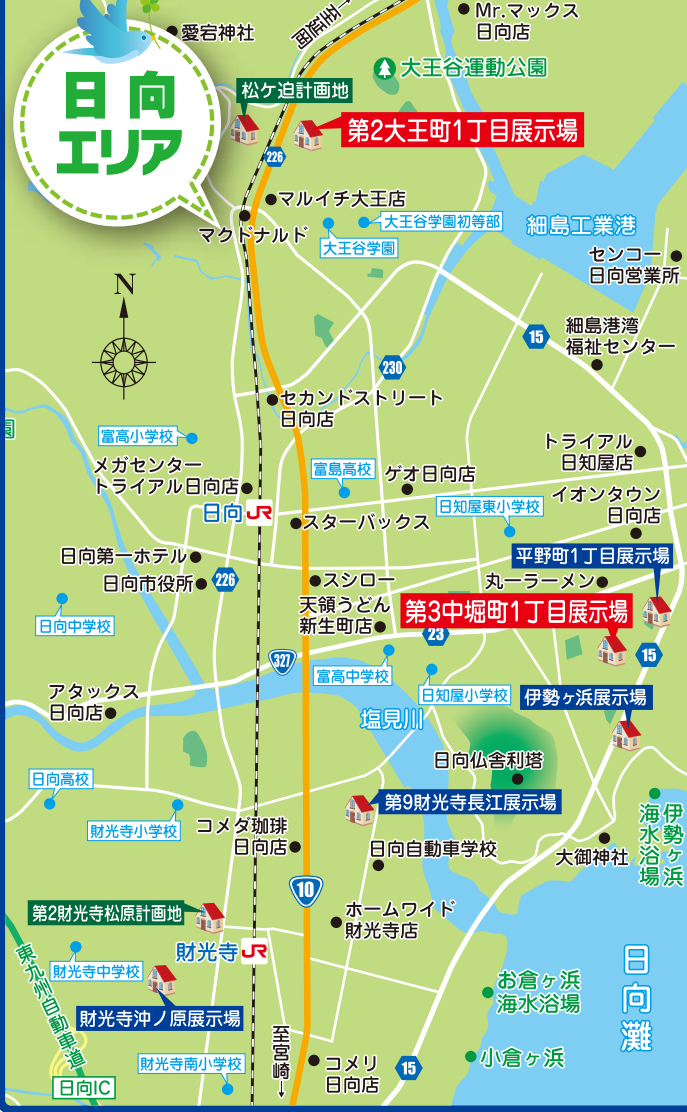 Mr.マックス
日向店
愛宕神社
至延岡
大王谷運動公園
日向
エリア
松ケ迫計画地
第2大王町1丁目展示場
226
マルイチ大王店
マクドナルド
大王谷学園初等部
大王谷学園
細島工業港
センコー
日向営業所
N
15
細島港湾
福祉センター
230
セカンドストリート
日向店
園
富高小学校
トライアル
日知屋店
メガセンター
トライアル日向店
富島高校
ゲオ日向店
イオンタウン
日向店
日知屋東小学校
日向
JR
スターバックス
日向第一ホテル
平野町1丁目展示場
日向市役所
226
スシロー
丸一ラーメン
天領うどん
新生町店
第3中堀町1丁目展示場
23
日向中学校
15
327
富高中学校
日知屋小学校
アタックス
日向店
伊勢ヶ浜展示場
塩見川
日向仏舎利塔
日向高校
第9財光寺長江展示場
伊勢ヶ浜
海水浴場
財光寺小学校
コメダ珈琲
日向店
日向自動車学校
大御神社
10
第2財光寺松原計画地
ホームワイド
財光寺店
財光寺
JR
東九州自動車道
財光寺中学校
日向灘
お倉ヶ浜
海水浴場
財光寺沖ノ原展示場
至宮崎
小倉ヶ浜
財光寺南小学校
コメリ
日向店
15
日向IC